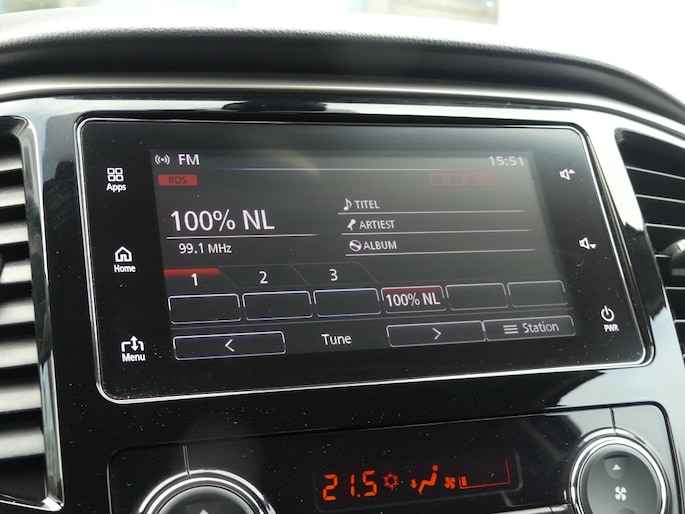 FM 15:51
RDS
Apps
100% NL
TITEL
ARTIEST
99.1 MHz
ALBUM
Home
1 2 3
100% NL
< Tune > Station
PWR
Menu
21.5